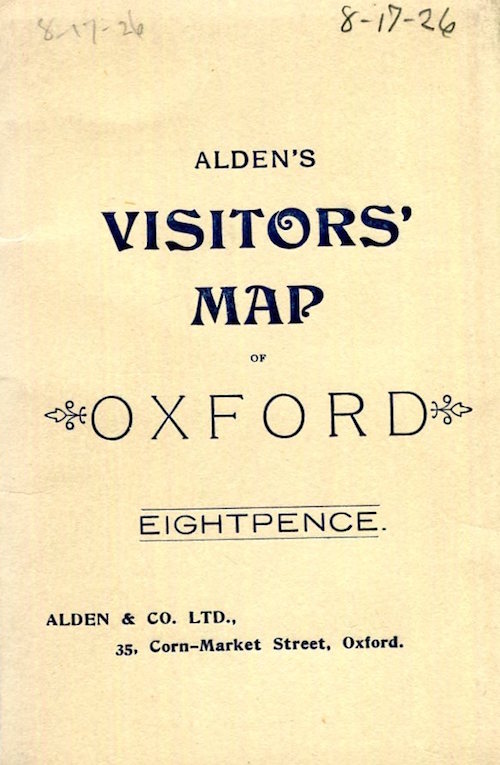 8-17-26 8-17-26
ALDEN'S
VISITORS'
MAP
OF
OXFORD
EIGHTPENCE.
ALDEN & CO. LTD.,
35, Corn-Market Street, Oxford.